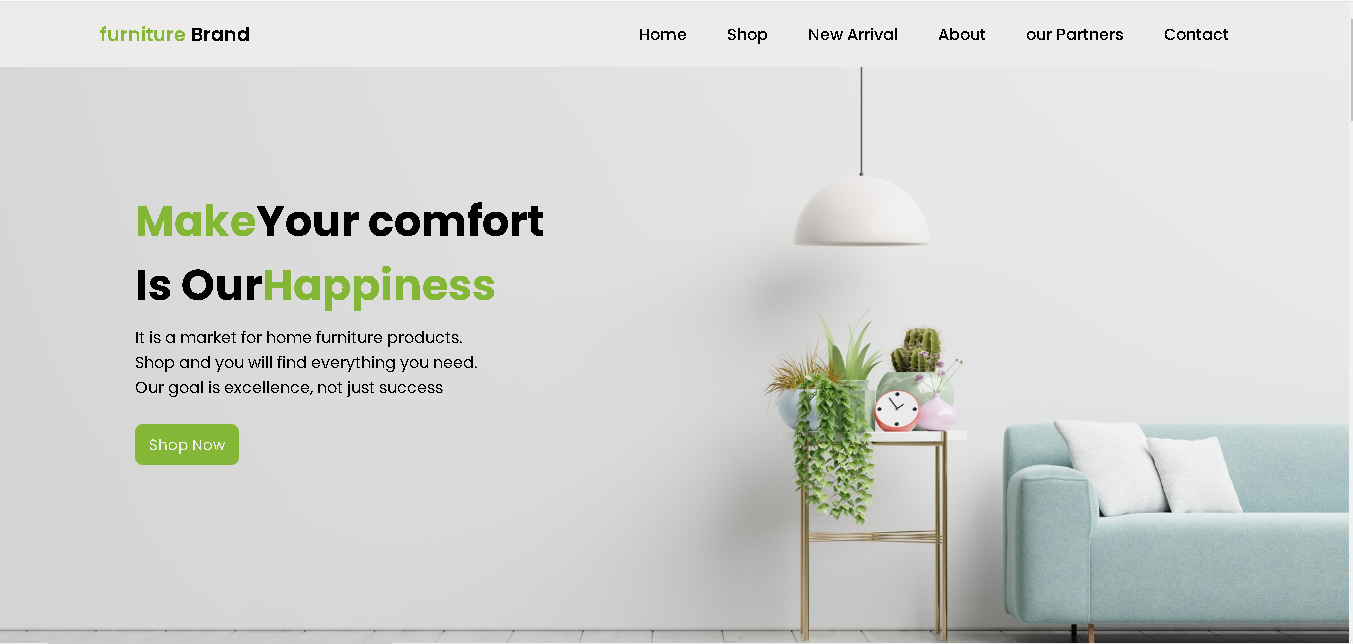 furniture Brand
Home Shop New Arrival About our Partners Contact
MakeYour comfort
Is OurHappiness
It is a market for home furniture products.
Shop and you will find everything you need.
Our goal is excellence, not just success
Shop Now